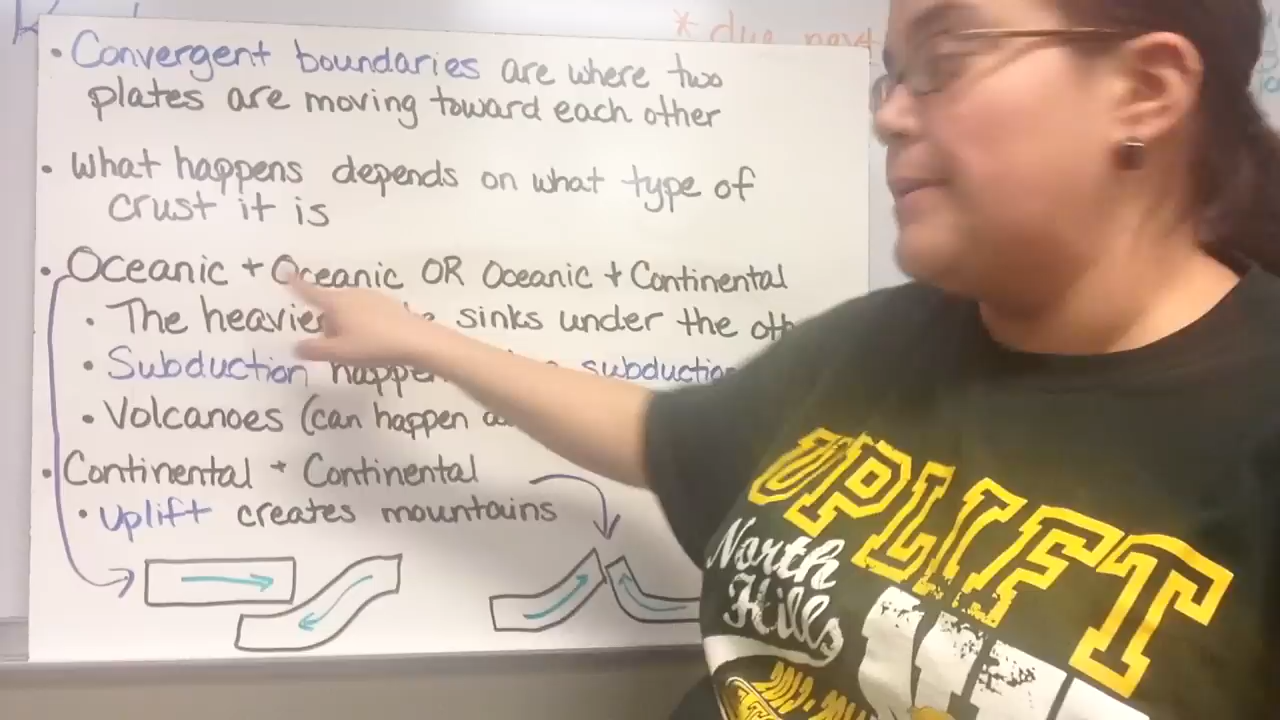 * due next
• Convergent boundaries are where two
plates are moving toward each other
• What happens depends on what type of
crust it is
• Oceanic + Oceanic OR Oceanic + Continental
• The heavier sinks under the
• Subduction subduction
• Volcanoes (can happen
• Continental + Continental
• Uplift creates mountains
UPLIFT
North
Hills